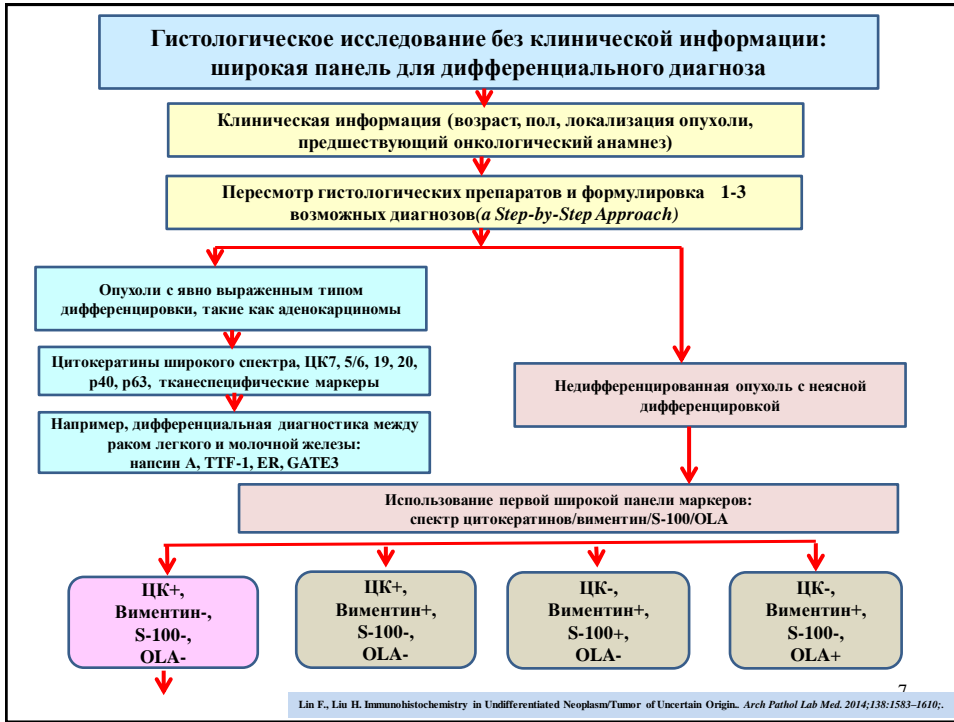 Гистологическое исследование без клинической информации:
широкая панель для дифференциального диагноза
Клиническая информация (возраст, пол, локализация опухоли,
предшествующий онкологический анамнез)
Пересмотр гистологических препаратов и формулировка 1-3
возможных диагнозов(a Step-by-Step Approach)
Опухоли с явно выраженным типом
дифференцировки, такие как аденокарциномы
Цитокератины широкого спектра, ЦК7, 5/6, 19, 20,
p40, p63, тканеспецифические маркеры
Например, дифференциальная диагностика между
раком легкого и молочной железы:
напсин А, TTF-1, ER, GATE3
Недифференцированная опухоль с неясной
дифференцировкой
Использование первой широкой панели маркеров:
спектр цитокератинов/виментин/S-100/OLA
ЦК+,
Виментин-,
S-100-,
OLA-
ЦК+,
Виментин+,
S-100-,
OLA-
ЦК-,
Виментин+,
S-100+,
OLA-
ЦК-,
Виментин+,
S-100-,
OLA+
7
Lin F., Liu H. Immunohistochemistry in Undifferentiated Neoplasm/Tumor of Uncertain Origin.. Arch Pathol Lab Med. 2014;138:1583–1610;.